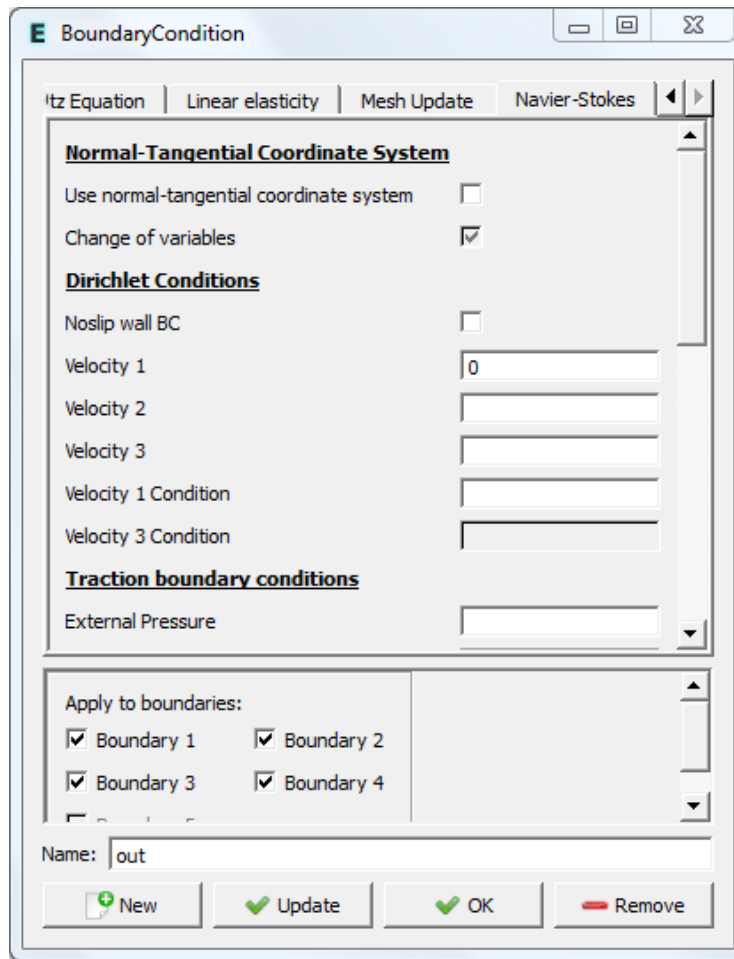 E BoundaryCondition
tz Equation Linear elasticity Mesh Update Navier-Stokes
Normal-Tangential Coordinate System
Use normal-tangential coordinate system
Change of variables
Dirichlet Conditions
Noslip wall BC
Velocity 1 0
Velocity 2
Velocity 3
Velocity 1 Condition
Velocity 3 Condition
Traction boundary conditions
External Pressure
Apply to boundaries:
Boundary 1 Boundary 2
Boundary 3 Boundary 4
Name: out
New Update OK Remove